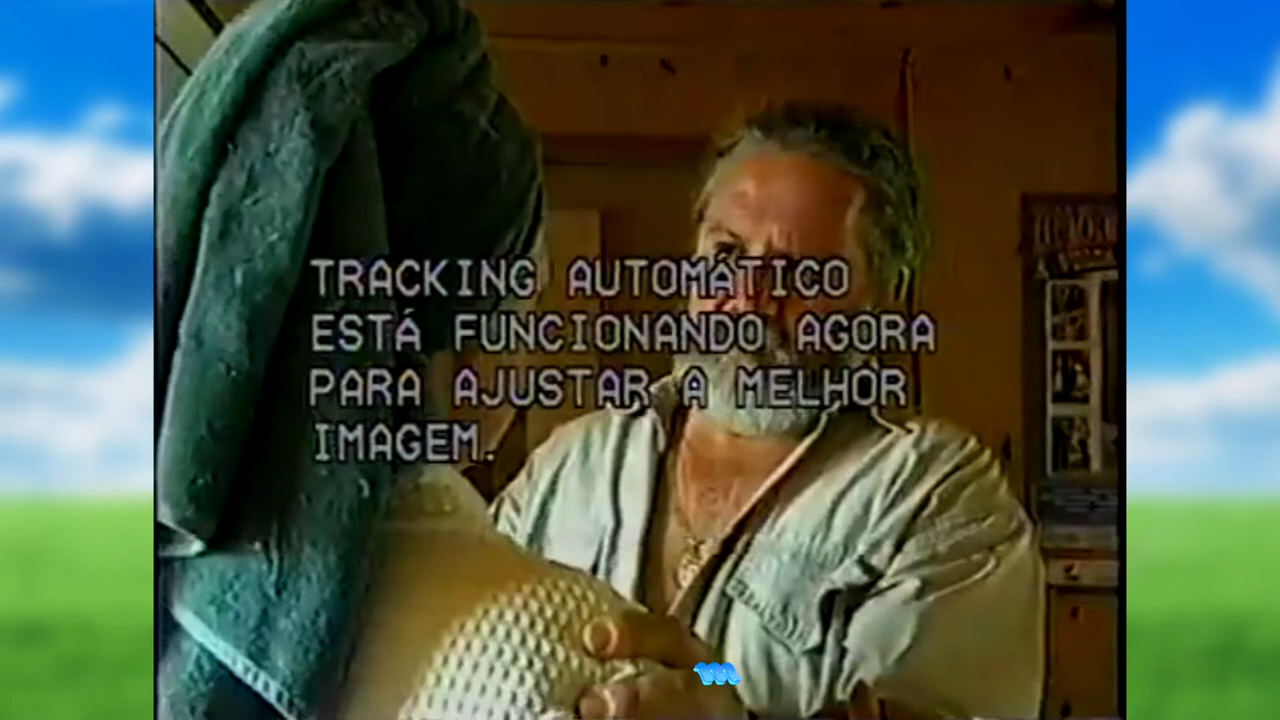 TRACKING AUTOMÁTICO
ESTÁ FUNCIONANDO AGORA
PARA AJUSTAR A MELHOR
IMAGEM.